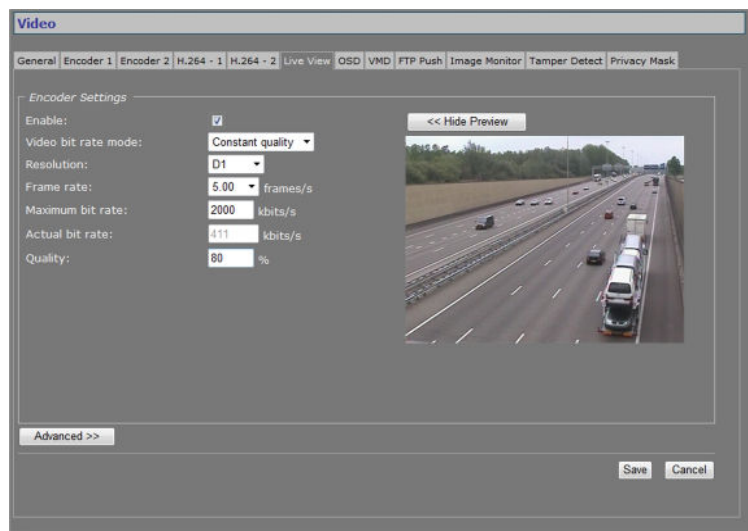 Video
General Encoder 1 Encoder 2 H.264 - 1 H.264 - 2 Live View OSD VMD FTP Push Image Monitor Tamper Detect Privacy Mask
Encoder Settings
Enable:
<< Hide Preview
Video bit rate mode: Constant quality
Resolution: D1
Frame rate: 5.00 frames/s
Maximum bit rate: 2000 kbits/s
Actual bit rate: 411 kbits/s
Quality: 80 %
Advanced >>
Save Cancel